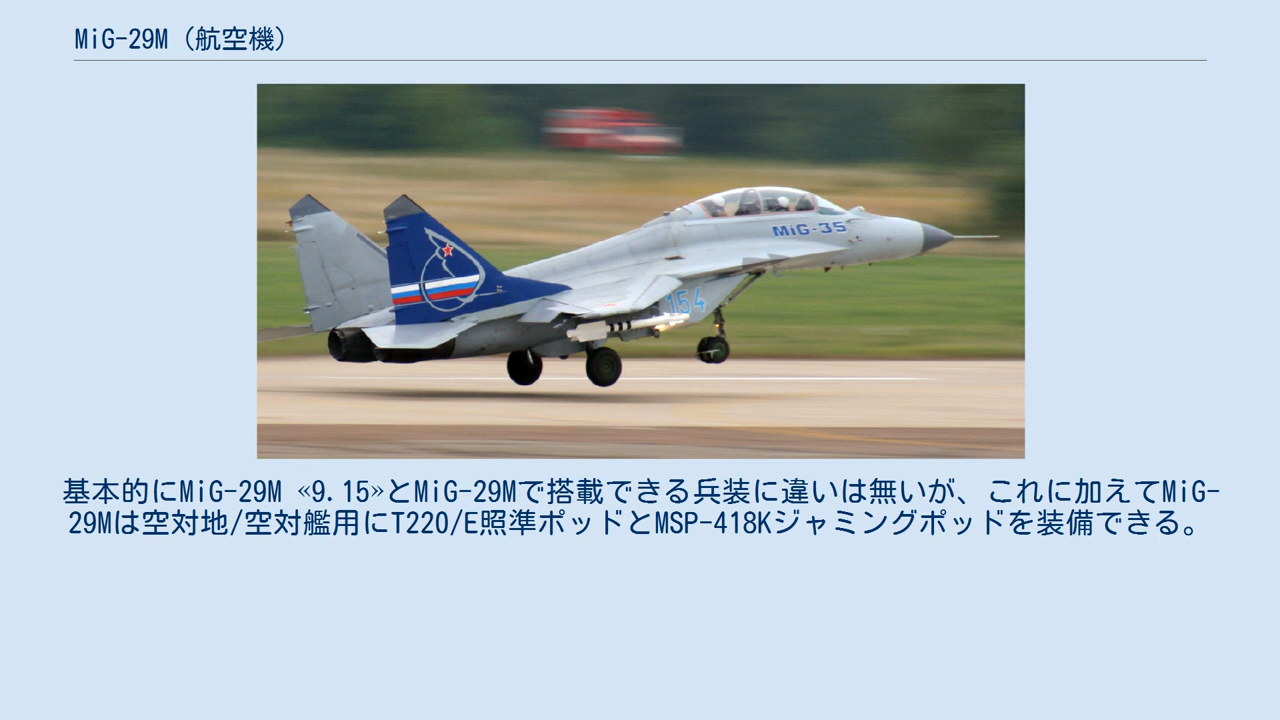 MiG-29M（航空機）
MiG-35
154
基本的にMiG-29M «9.15»とMiG-29Mで搭載できる兵装に違いは無いが、これに加えてMiG-
29Mは空対地/空対艦用にT220/E照準ポッドとMSP-418Kジャミングポッドを装備できる。